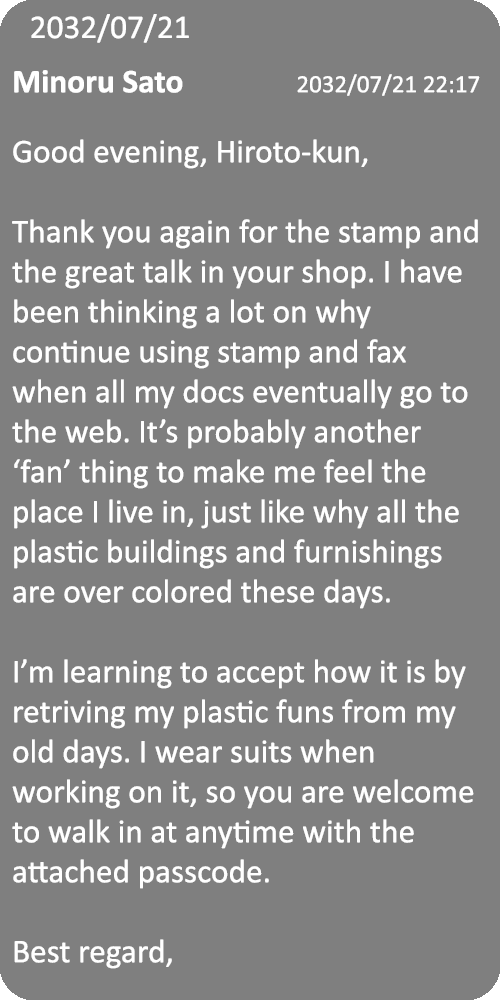 2032/07/21
Minoru Sato 2032/07/21 22:17
Good evening, Hiroto-kun,
Thank you again for the stamp and
the great talk in your shop. I have
been thinking a lot on why
continue using stamp and fax
when all my docs eventually go to
the web. It’s probably another
‘fan’ thing to make me feel the
place I live in, just like why all the
plastic buildings and furnishings
are over colored these days.
I’m learning to accept how it is by
retriving my plastic funs from my
old days. I wear suits when
working on it, so you are welcome
to walk in at anytime with the
attached passcode.
Best regard,